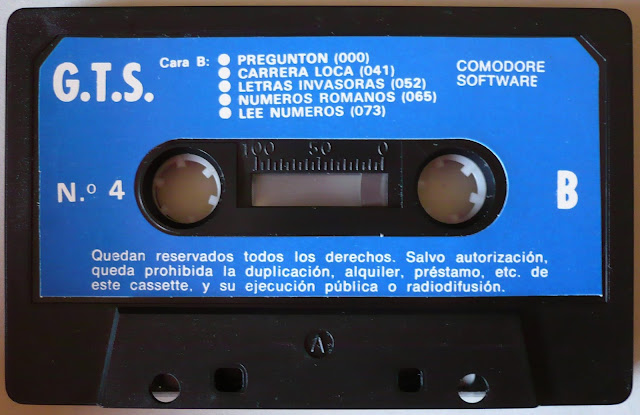 G.T.S.
Cara B: ● PREGUNTON (000)
● CARRERA LOCA (041)
● LETRAS INVASORAS (052)
● NUMEROS ROMANOS (065)
● LEE NUMEROS (073)
COMODORE
SOFTWARE
100 50 0
N.º 4
B
Quedan reservados todos los derechos. Salvo autorización,
queda prohibida la duplicación, alquiler, préstamo, etc. de
este cassette. y su ejecución pública o radiodifusión.
A